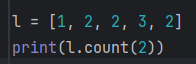 l = [1, 2, 2, 3, 2]
print(l.count(2))